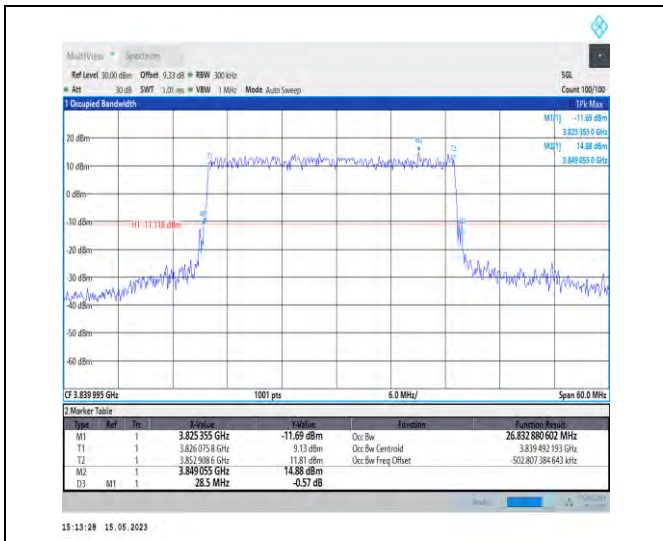 MultiView Spectrum
Ref Level 30.00 dBm Offset 9.33 dB RBW 300 kHz SGL
Att 30 dB SWT 1.01 ms VBW 1 MHz Mode Auto Sweep Count 100/100
1 Occupied Bandwidth 1Pk Max
M1[1] -11.69 dBm
3.825 355 0 GHz
20 dBm M2[1] 14.88 dBm
3.849 055 0 GHz
M2
T1 T2
10 dBm
0 dBm
M1
-10 dBm H1 -11.118 dBm
-20 dBm
-30 dBm
-40 dBm
-50 dBm
-60 dBm
CF 3.839 995 GHz 1001 pts 6.0 MHz/ Span 60.0 MHz
2 Marker Table
Type Ref Trc X-Value Y-Value Function Function Result
M1 1 3.825 355 GHz -11.69 dBm Occ Bw 26.832 880 602 MHz
T1 1 3.826 075 8 GHz 9.13 dBm Occ Bw Centroid 3.839 492 193 GHz
T2 1 3.852 908 6 GHz 11.81 dBm Occ Bw Freq Offset -502.807 384 643 kHz
M2 1 3.849 055 GHz 14.88 dBm
D3 M1 1 28.5 MHz -0.57 dB
15:13:28 15.05.2023